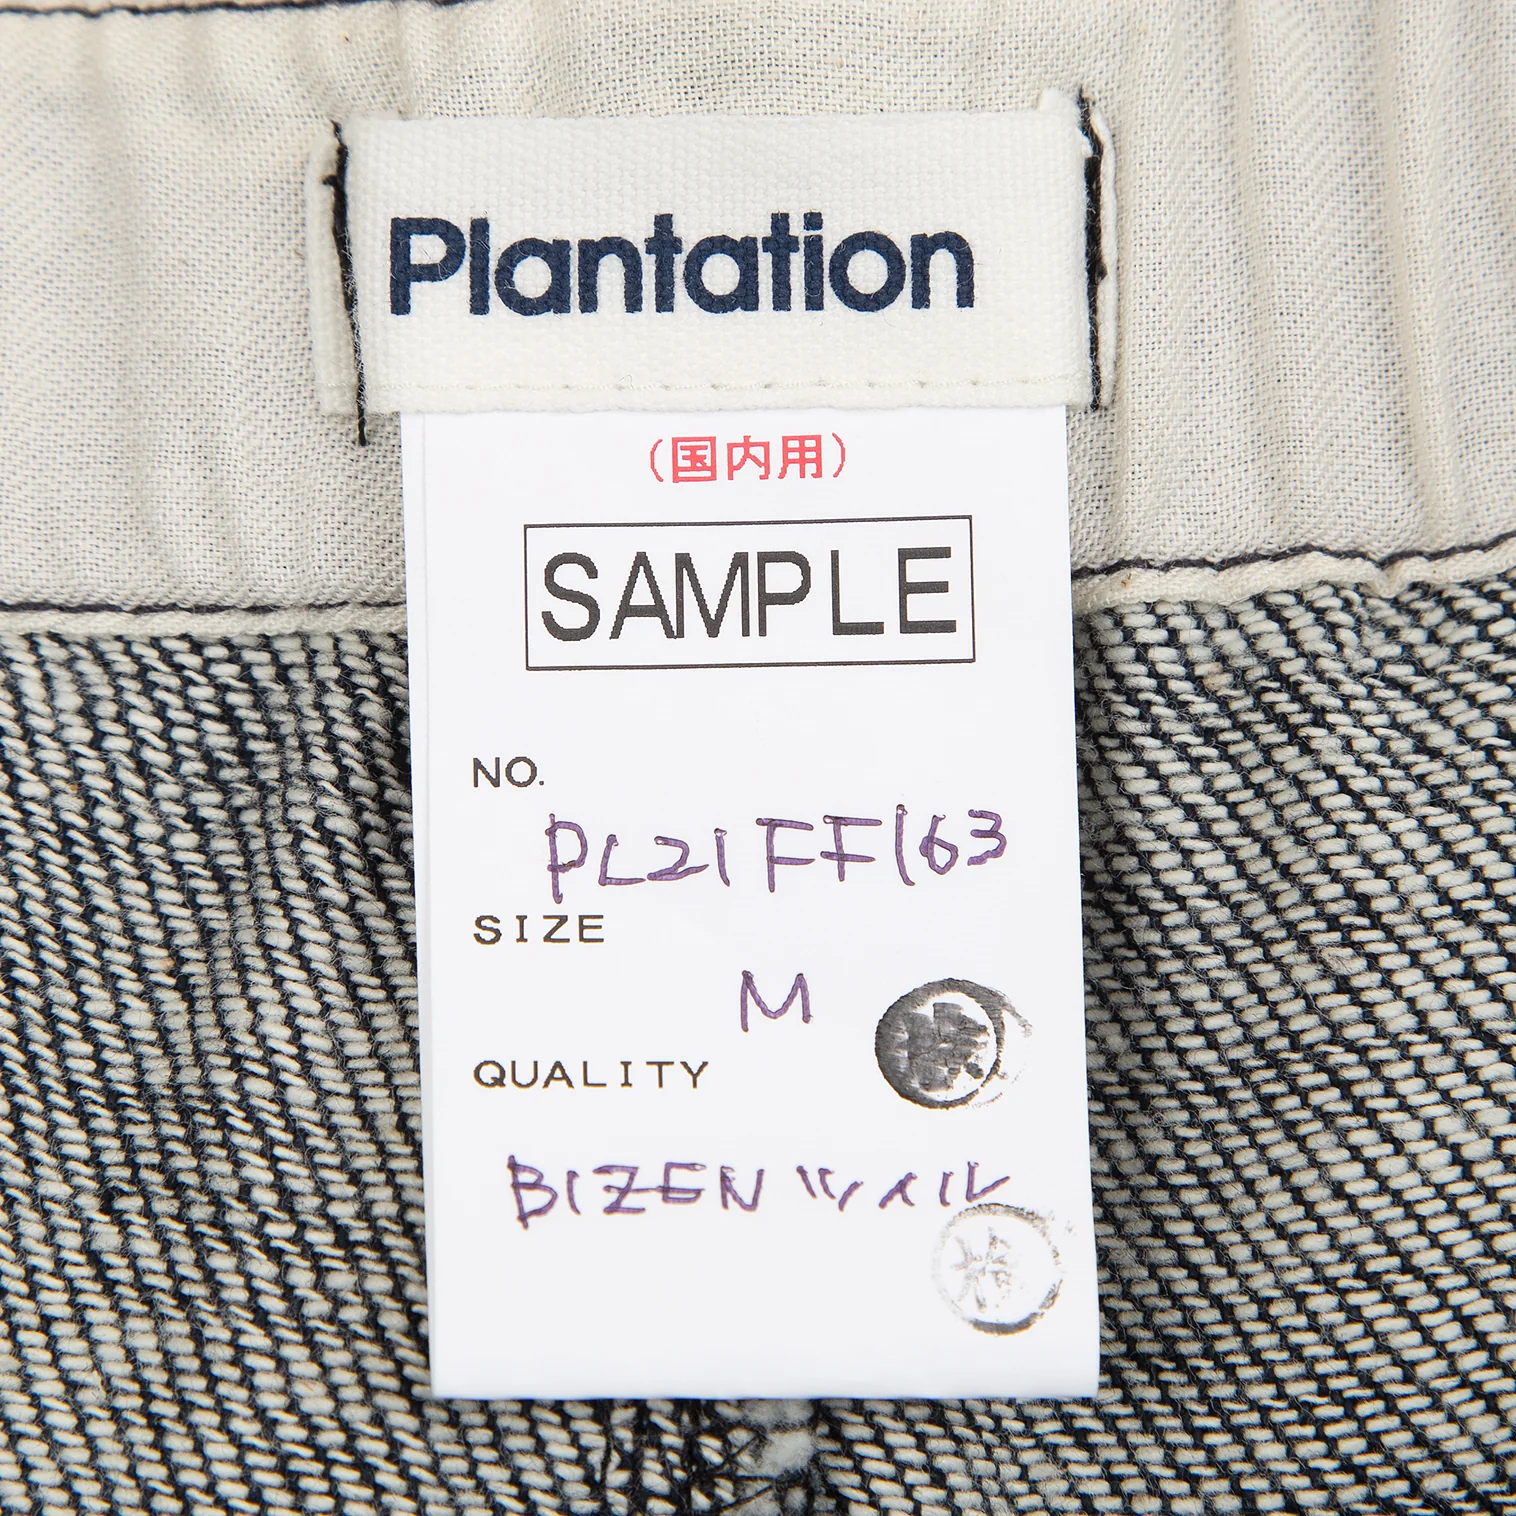 Plantation
(国内用)
SAMPLE
NO.
PL21FF163
SIZE
M
QUALITY
BIZEN ツイル